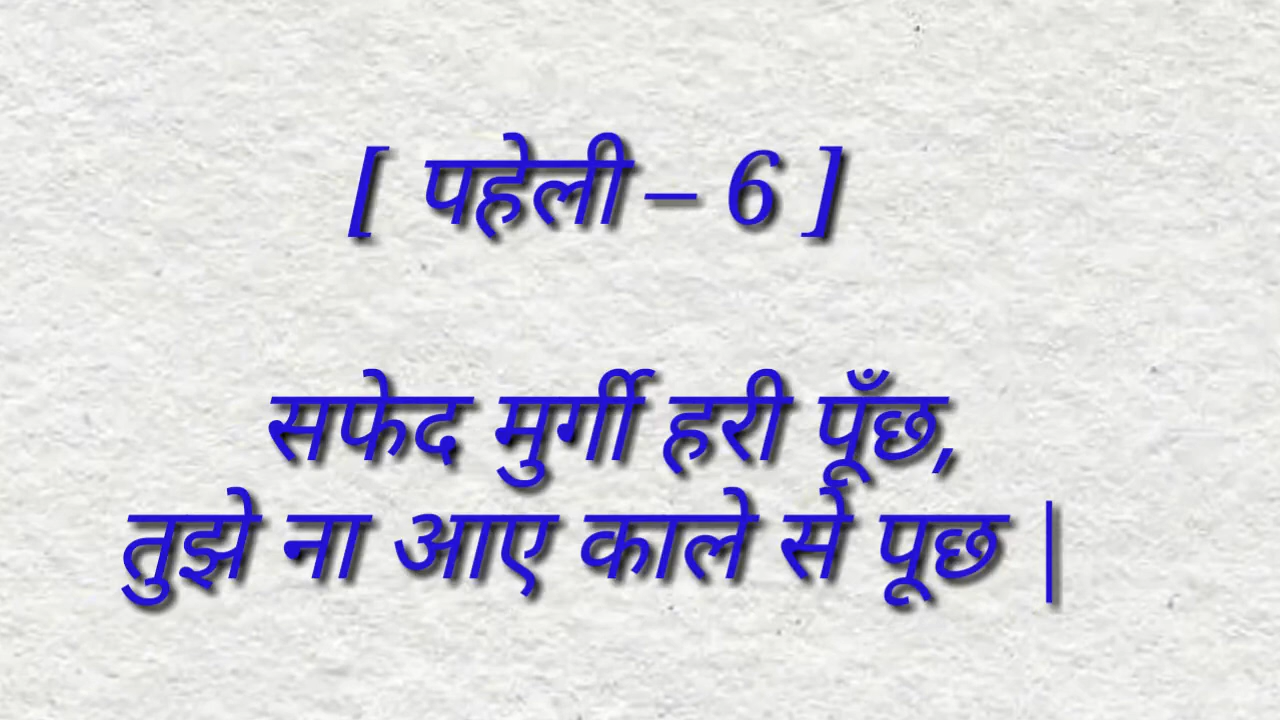 [ पहेली – 6 ]
सफेद मुर्गी हरी पूँछ,
तुझे ना आए काले से पूछ |